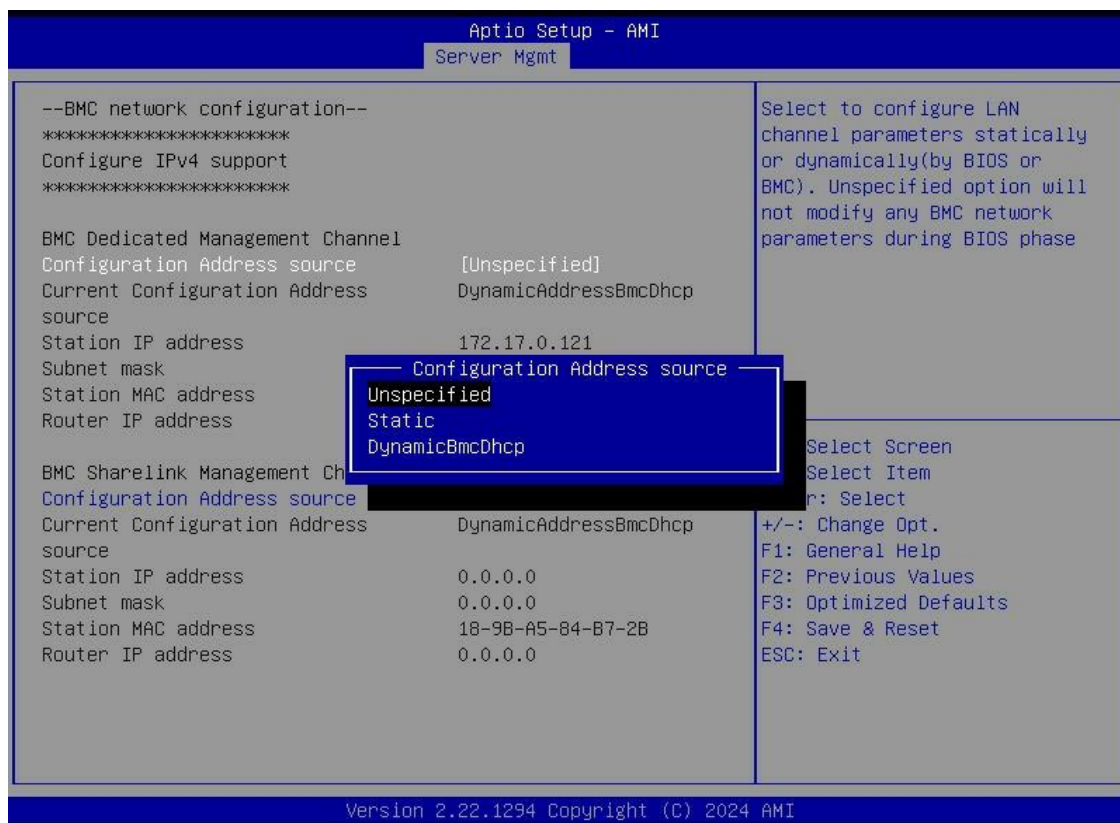 Aptio Setup – AMI
Server Mgmt
--BMC network configuration--
***********************
Configure IPv4 support
***********************
BMC Dedicated Management Channel
Configuration Address source [Unspecified]
Current Configuration Address DynamicAddressBmcDhcp
source
Station IP address 172.17.0.121
Subnet mask
Station MAC address
Router IP address
BMC Sharelink Management Ch
Configuration Address source
Current Configuration Address DynamicAddressBmcDhcp
source
Station IP address 0.0.0.0
Subnet mask 0.0.0.0
Station MAC address 18-9B-A5-84-B7-2B
Router IP address 0.0.0.0
Configuration Address source
Unspecified
Static
DynamicBmcDhcp
Select to configure LAN
channel parameters statically
or dynamically(by BIOS or
BMC). Unspecified option will
not modify any BMC network
parameters during BIOS phase
Select Screen
Select Item
r: Select
+/-: Change Opt.
F1: General Help
F2: Previous Values
F3: Optimized Defaults
F4: Save & Reset
ESC: Exit
Version 2.22.1294 Copyright (C) 2024 AMI